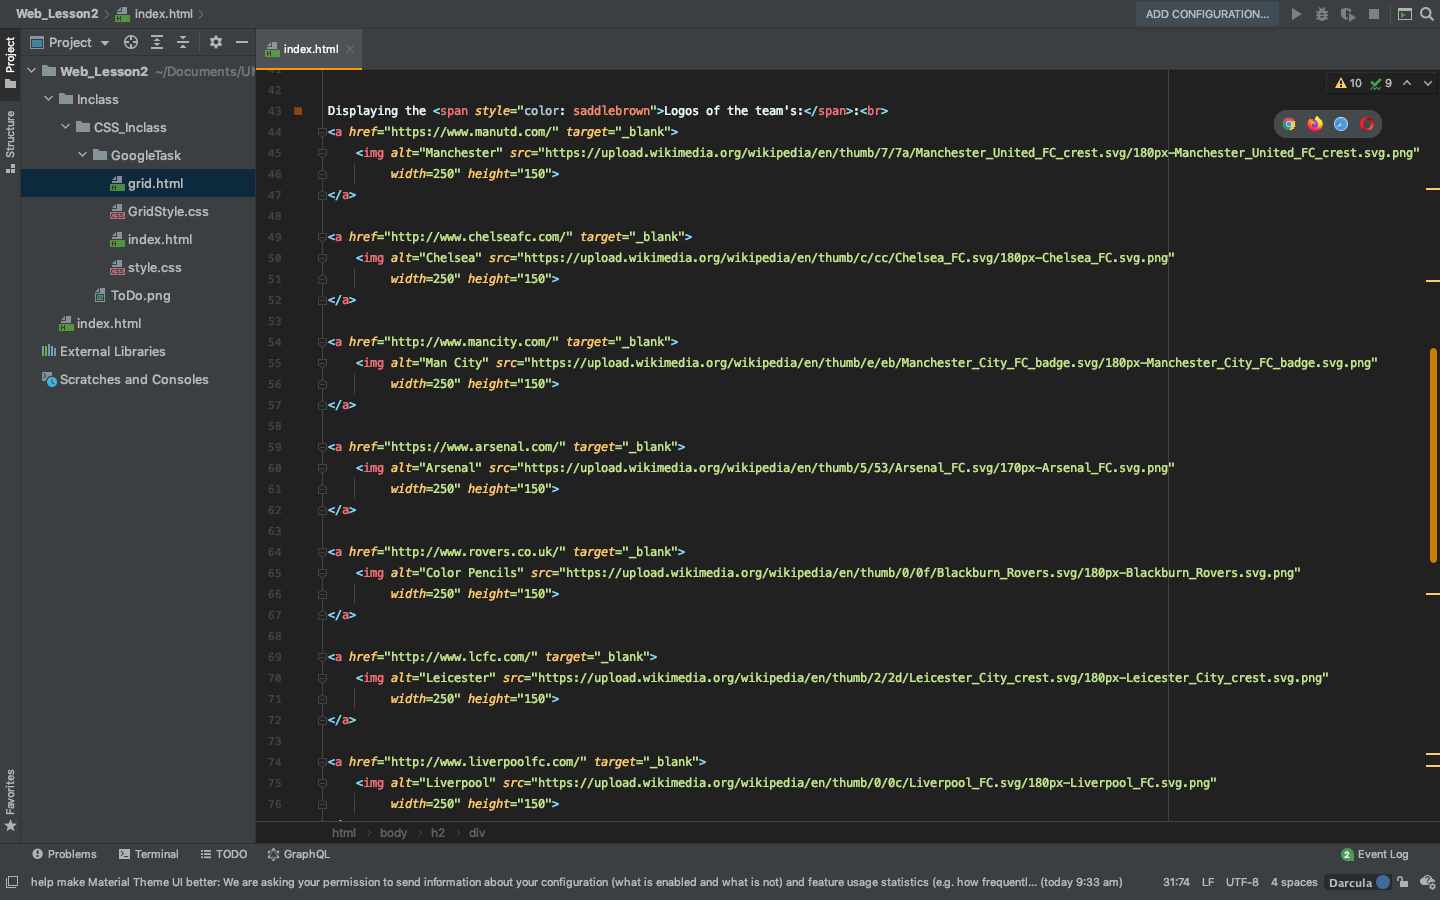 Web_Lesson2 index.html ADD CONFIGURATION...
Project index.html
41
42
Web_Lesson2 ~/Documents/UI
Inclass
CSS_Inclass
GoogleTask
grid.html
GridStyle.css
index.html
style.css
ToDo.png
index.html
External Libraries
Scratches and Consoles
Project
Structure
Favorites
10 9
43 Displaying the <span style="color: saddlebrown">Logos of the team's:</span>:<br>
44 <a href="https://www.manutd.com/" target="_blank">
45 <img alt="Manchester" src="https://upload.wikimedia.org/wikipedia/en/thumb/7/7a/Manchester_United_FC_crest.svg/180px-Manchester_United_FC_crest.svg.png"
46 width=250" height="150">
47 </a>
48
49 <a href="http://www.chelseafc.com/" target="_blank">
50 <img alt="Chelsea" src="https://upload.wikimedia.org/wikipedia/en/thumb/c/cc/Chelsea_FC.svg/180px-Chelsea_FC.svg.png"
51 width=250" height="150">
52 </a>
53
54 <a href="http://www.mancity.com/" target="_blank">
55 <img alt="Man City" src="https://upload.wikimedia.org/wikipedia/en/thumb/e/eb/Manchester_City_FC_badge.svg/180px-Manchester_City_FC_badge.svg.png"
56 width=250" height="150">
57 </a>
58
59 <a href="https://www.arsenal.com/" target="_blank">
60 <img alt="Arsenal" src="https://upload.wikimedia.org/wikipedia/en/thumb/5/53/Arsenal_FC.svg/170px-Arsenal_FC.svg.png"
61 width=250" height="150">
62 </a>
63
64 <a href="http://www.rovers.co.uk/" target="_blank">
65 <img alt="Color Pencils" src="https://upload.wikimedia.org/wikipedia/en/thumb/0/0f/Blackburn_Rovers.svg/180px-Blackburn_Rovers.svg.png"
66 width=250" height="150">
67 </a>
68
69 <a href="http://www.lcfc.com/" target="_blank">
70 <img alt="Leicester" src="https://upload.wikimedia.org/wikipedia/en/thumb/2/2d/Leicester_City_crest.svg/180px-Leicester_City_crest.svg.png"
71 width=250" height="150">
72 </a>
73
74 <a href="http://www.liverpoolfc.com/" target="_blank">
75 <img alt="Liverpool" src="https://upload.wikimedia.org/wikipedia/en/thumb/0/0c/Liverpool_FC.svg/180px-Liverpool_FC.svg.png"
76 width=250" height="150">
html body h2 div
Problems Terminal TODO GraphQL 2 Event Log
help make Material Theme UI better: We are asking your permission to send information about your configuration (what is enabled and what is not) and feature usage statistics (e.g. how frequentl... (today 9:33 am) 31:74 LF UTF-8 4 spaces Darcula